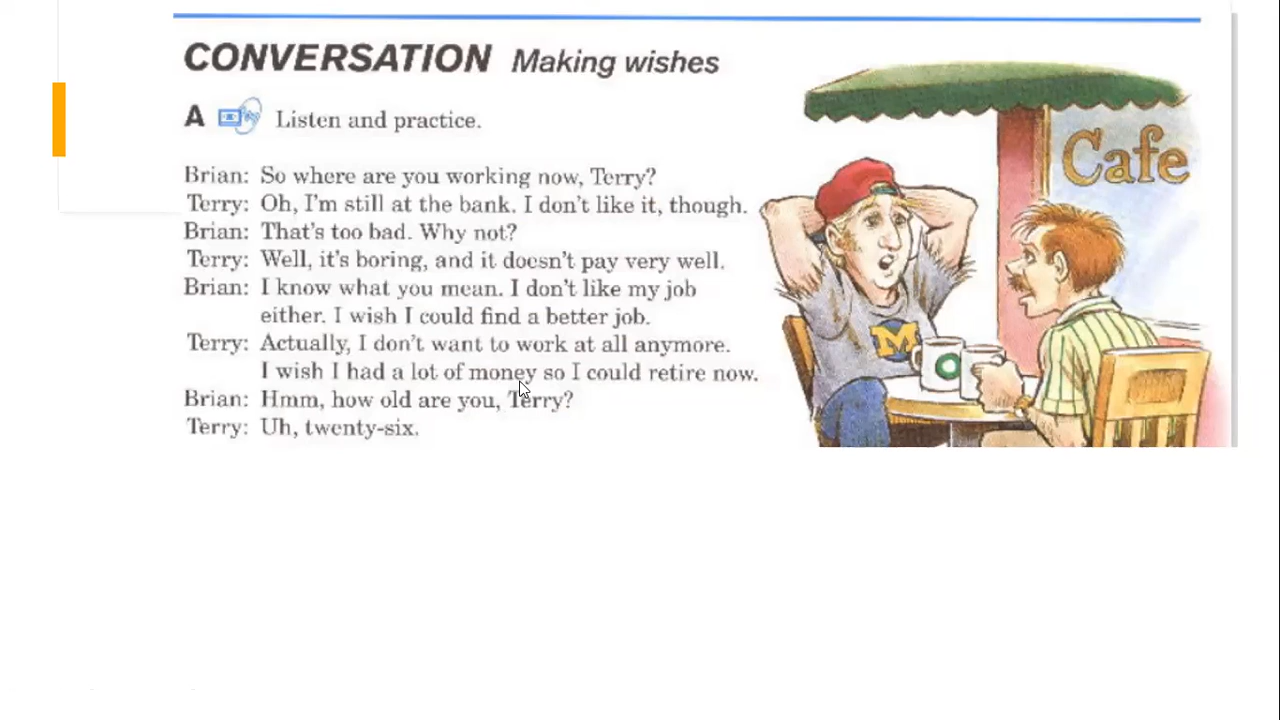 CONVERSATION Making wishes
A Listen and practice.
Brian: So where are you working now, Terry?
Terry: Oh, I'm still at the bank. I don't like it, though.
Brian: That's too bad. Why not?
Terry: Well, it's boring, and it doesn't pay very well.
Brian: I know what you mean. I don't like my job
either. I wish I could find a better job.
Terry: Actually, I don't want to work at all anymore.
I wish I had a lot of money so I could retire now.
Brian: Hmm, how old are you, Terry?
Terry: Uh, twenty-six.
Cafe
M